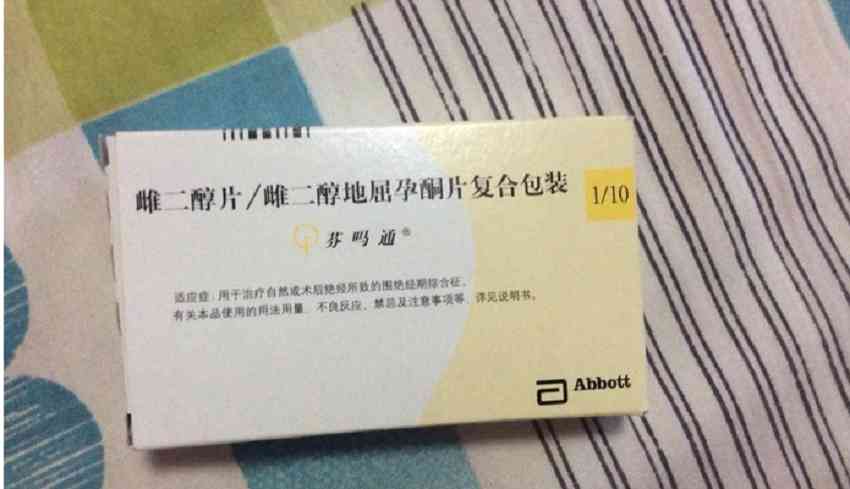 雌二醇片/雌二醇地屈孕酮片复合包装
1/10
芬吗通®
适应症：用于治疗自然或术后绝经所致的围绝经期综合征。
有关本品使用的用法用量、不良反应、禁忌及注意事项等，详见说明书。
Abbott